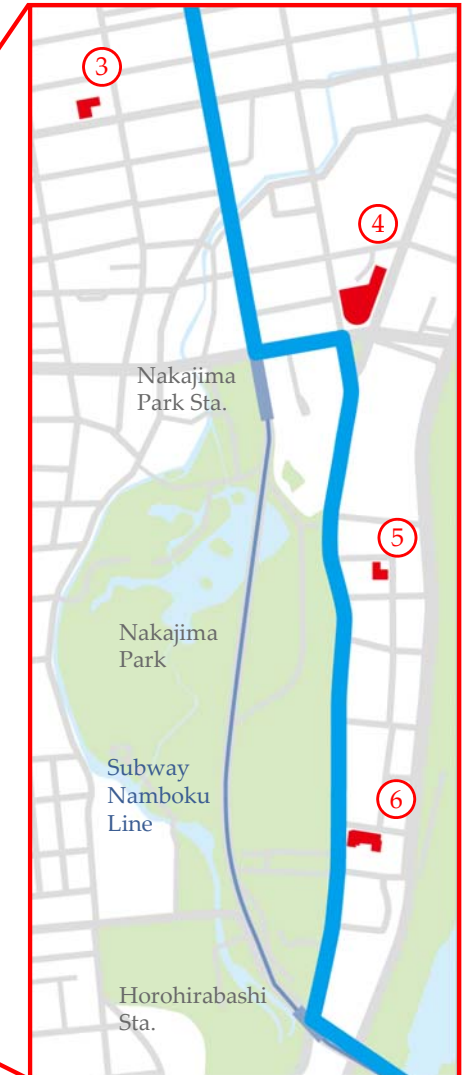 3
4
Nakajima
Park Sta.
5
Nakajima
Park
Subway
Namboku
Line
6
Horohirabashi
Sta.